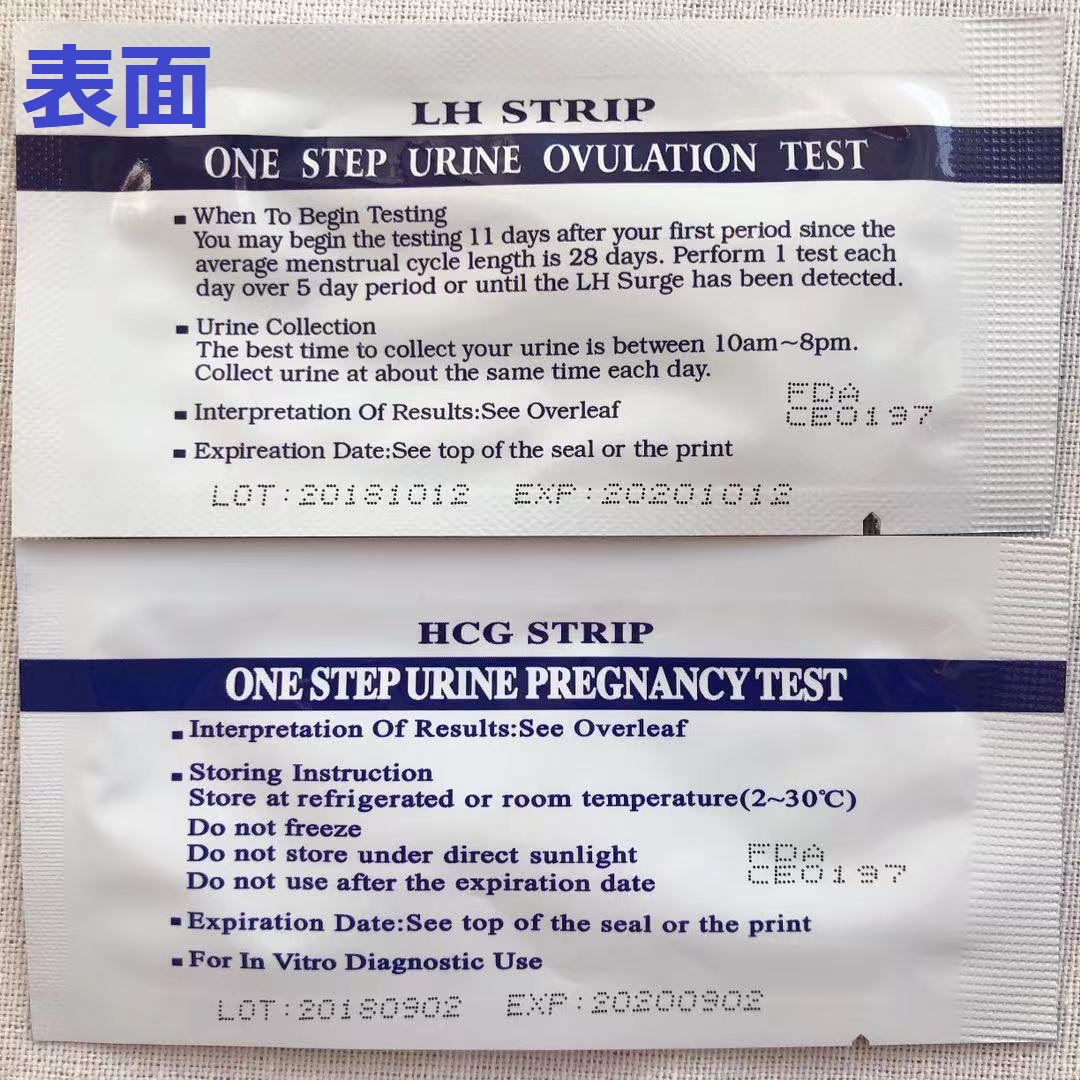 表面
LH STRIP
ONE STEP URINE OVULATION TEST
▪ When To Begin Testing
You may begin the testing 11 days after your first period since the
average menstrual cycle length is 28 days. Perform 1 test each
day over 5 day period or until the LH Surge has been detected.
▪ Urine Collection
The best time to collect your urine is between 10am~8pm.
Collect urine at about the same time each day.
▪ Interpretation Of Results:See Overleaf
FDA
CE0197
▪ Expireation Date:See top of the seal or the print
LOT:20181012 EXP:20201012
HCG STRIP
ONE STEP URINE PREGNANCY TEST
▪ Interpretation Of Results:See Overleaf
▪ Storing Instruction
Store at refrigerated or room temperature(2~30℃)
Do not freeze
Do not store under direct sunlight
Do not use after the expiration date
FDA
CE0197
▪ Expiration Date:See top of the seal or the print
▪ For In Vitro Diagnostic Use
LOT:20180902 EXP:20200902